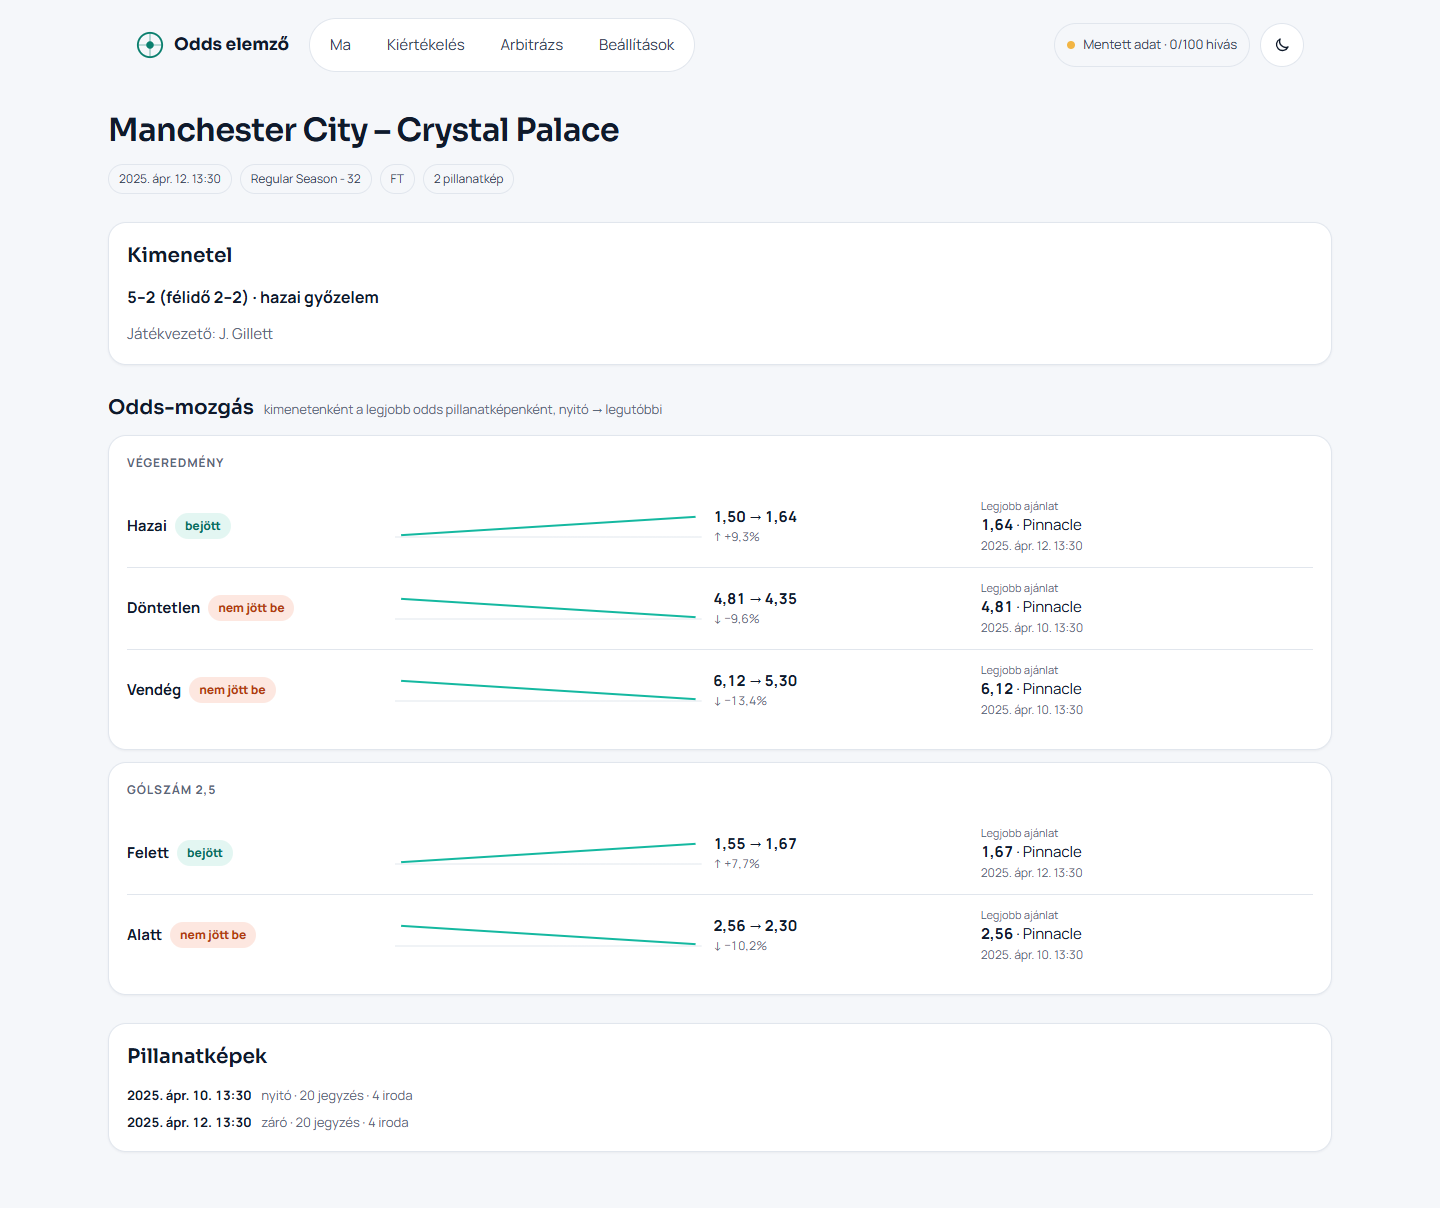 Odds elemző
Ma
Kiértékelés
Arbitrázs
Beállítások
Mentett adat · 0/100 hívás
Manchester City – Crystal Palace
2025. ápr. 12. 13:30
Regular Season - 32
FT
2 pillanatkép
Kimenetel
5–2 (félidő 2–2) · hazai győzelem
Játékvezető: J. Gillett
Odds-mozgás kimenetenként a legjobb odds pillanatképenként, nyitó → legutóbbi
VÉGEREDMÉNY
Hazai bejött
1,50 → 1,64
↑ +9,3%
Legjobb ajánlat
1,64 · Pinnacle
2025. ápr. 12. 13:30
Döntetlen nem jött be
4,81 → 4,35
↓ −9,6%
Legjobb ajánlat
4,81 · Pinnacle
2025. ápr. 10. 13:30
Vendég nem jött be
6,12 → 5,30
↓ −13,4%
Legjobb ajánlat
6,12 · Pinnacle
2025. ápr. 10. 13:30
GÓLSZÁM 2,5
Felett bejött
1,55 → 1,67
↑ +7,7%
Legjobb ajánlat
1,67 · Pinnacle
2025. ápr. 12. 13:30
Alatt nem jött be
2,56 → 2,30
↓ −10,2%
Legjobb ajánlat
2,56 · Pinnacle
2025. ápr. 10. 13:30
Pillanatképek
2025. ápr. 10. 13:30 nyitó · 20 jegyzés · 4 iroda
2025. ápr. 12. 13:30 záró · 20 jegyzés · 4 iroda